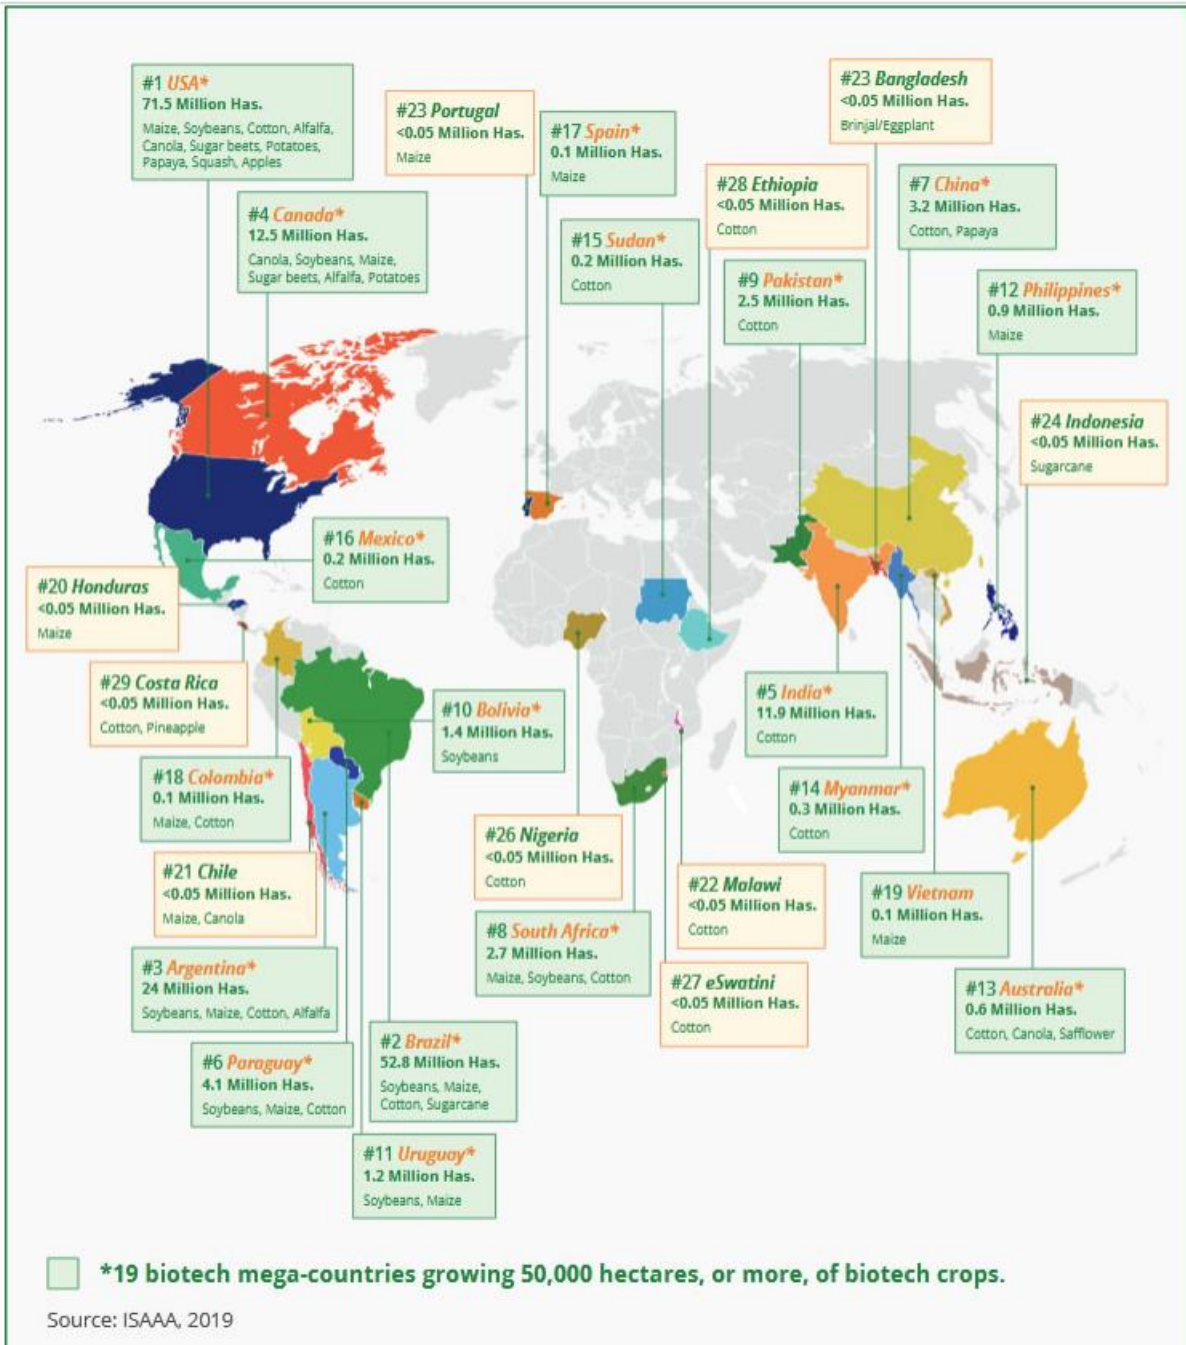 #1 USA*
71.5 Million Has.
Maize, Soybeans, Cotton, Alfalfa,
Canola, Sugar beets, Potatoes,
Papaya, Squash, Apples
#4 Canada*
12.5 Million Has.
Canola, Soybeans, Maize,
Sugar beets, Alfalfa, Potatoes
#23 Portugal
<0.05 Million Has.
Maize
#17 Spain*
0.1 Million Has.
Maize
#15 Sudan*
0.2 Million Has.
Cotton
#28 Ethiopia
<0.05 Million Has.
Cotton
#23 Bangladesh
<0.05 Million Has.
Brinjal/Eggplant
#7 China*
3.2 Million Has.
Cotton, Papaya
#9 Pakistan*
2.5 Million Has.
Cotton
#12 Philippines*
0.9 Million Has.
Maize
#24 Indonesia
<0.05 Million Has.
Sugarcane
#16 Mexico*
0.2 Million Has.
Cotton
#20 Honduras
<0.05 Million Has.
Maize
#29 Costa Rica
<0.05 Million Has.
Cotton, Pineapple
#10 Bolivia*
1.4 Million Has.
Soybeans
#5 India*
11.9 Million Has.
Cotton
#18 Colombia*
0.1 Million Has.
Maize, Cotton
#14 Myanmar*
0.3 Million Has.
Cotton
#26 Nigeria
<0.05 Million Has.
Cotton
#21 Chile
<0.05 Million Has.
Maize, Canola
#22 Malawi
<0.05 Million Has.
Cotton
#19 Vietnam
0.1 Million Has.
Maize
#8 South Africa*
2.7 Million Has.
Maize, Soybeans, Cotton
#3 Argentina*
24 Million Has.
Soybeans, Maize, Cotton, Alfalfa
#27 eSwatini
<0.05 Million Has.
Cotton
#13 Australia*
0.6 Million Has.
Cotton, Canola, Safflower
#6 Paraguay*
4.1 Million Has.
Soybeans, Maize, Cotton
#2 Brazil*
52.8 Million Has.
Soybeans, Maize,
Cotton, Sugarcane
#11 Uruguay*
1.2 Million Has.
Soybeans, Maize
*19 biotech mega-countries growing 50,000 hectares, or more, of biotech crops.
Source: ISAAA, 2019